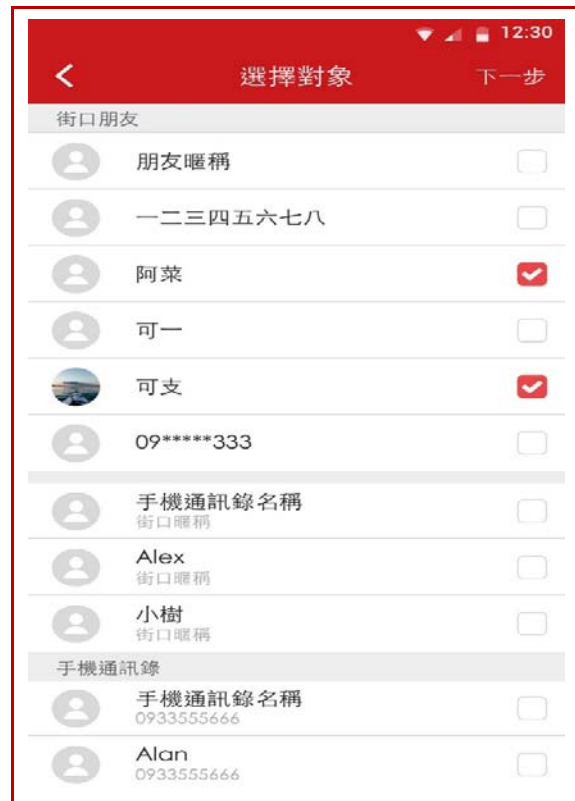 12:30
選擇對象
下一步
街口朋友
朋友暱稱
一二三四五六七八
阿菜
可一
可支
09*****333
手機通訊錄名稱
街口暱稱
Alex
街口暱稱
小樹
街口暱稱
手機通訊錄
手機通訊錄名稱
0933555666
Alan
0933555666